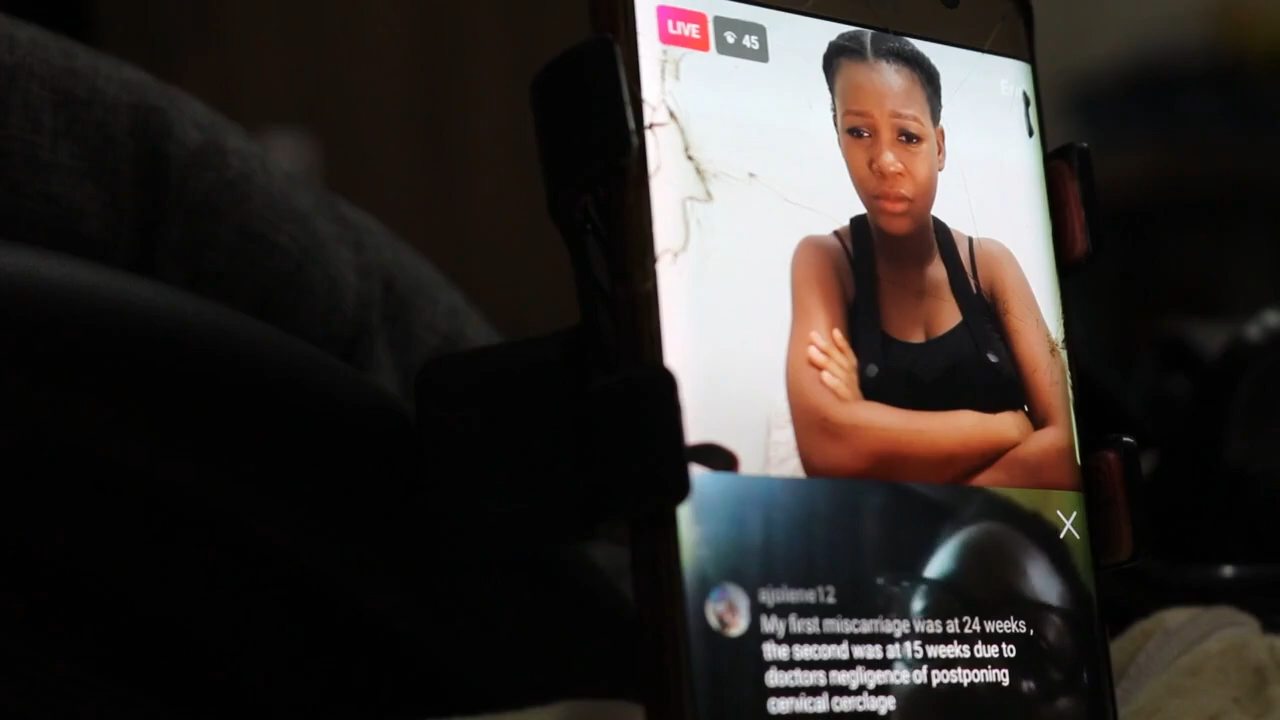 LIVE 45
ajolene12
My first miscarriage was at 24 weeks ,
the second was at 15 weeks due to
doctors negligence of postponing
cervical cerclage